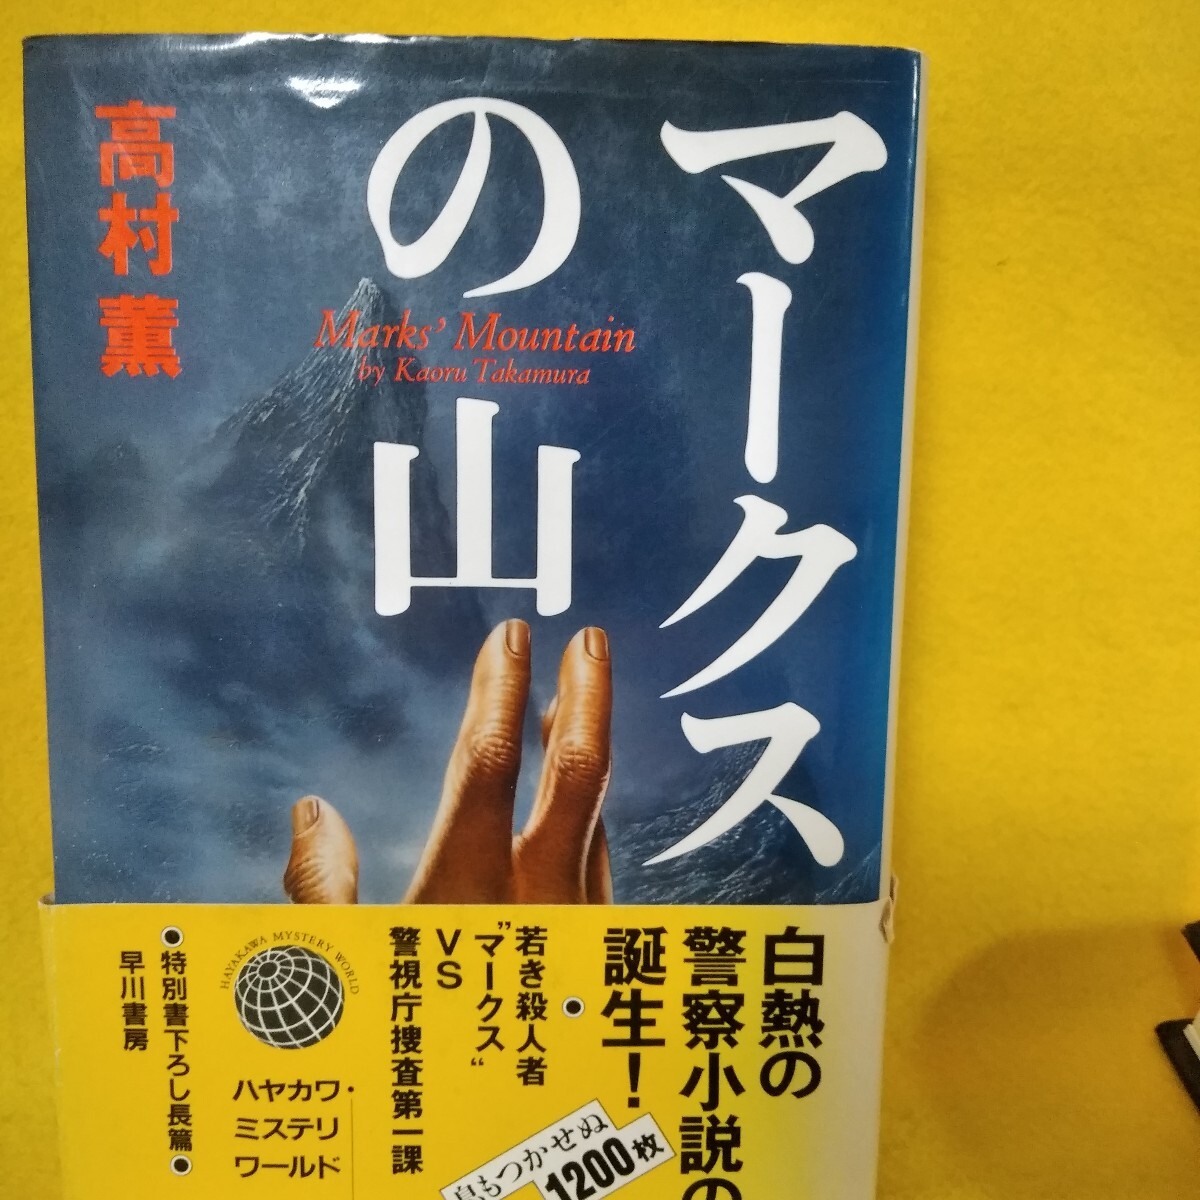 マークス
の山
Marks' Mountain
by Kaoru Takamura
高村 薫
白熱の
警察小説の
誕生!
●
若き殺人者
"マークス"
VS
警視庁捜査第一課
息もつかせぬ
1200枚
HAYAKAWA MYSTERY WORLD
ハヤカワ・
ミステリ
ワールド
●特別書下ろし長篇●
早川書房